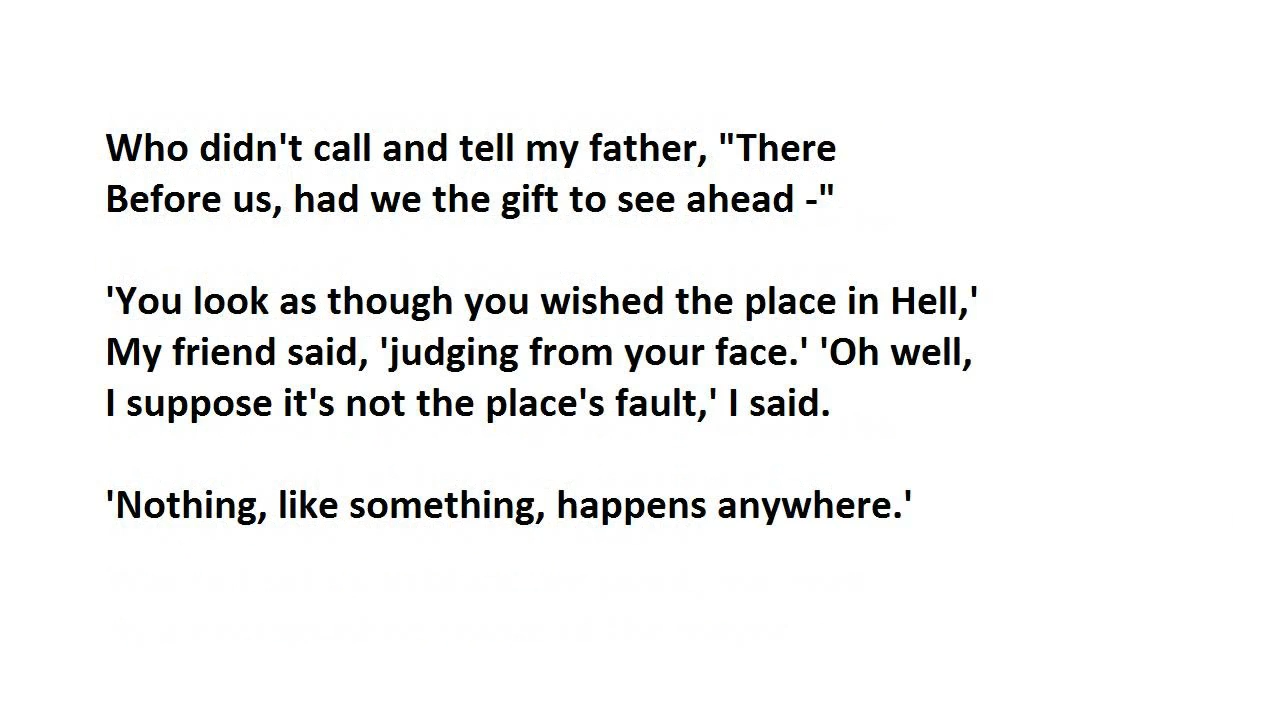 Who didn't call and tell my father, "There
Before us, had we the gift to see ahead -"
'You look as though you wished the place in Hell,'
My friend said, 'judging from your face.' 'Oh well,
I suppose it's not the place's fault,' I said.
'Nothing, like something, happens anywhere.'